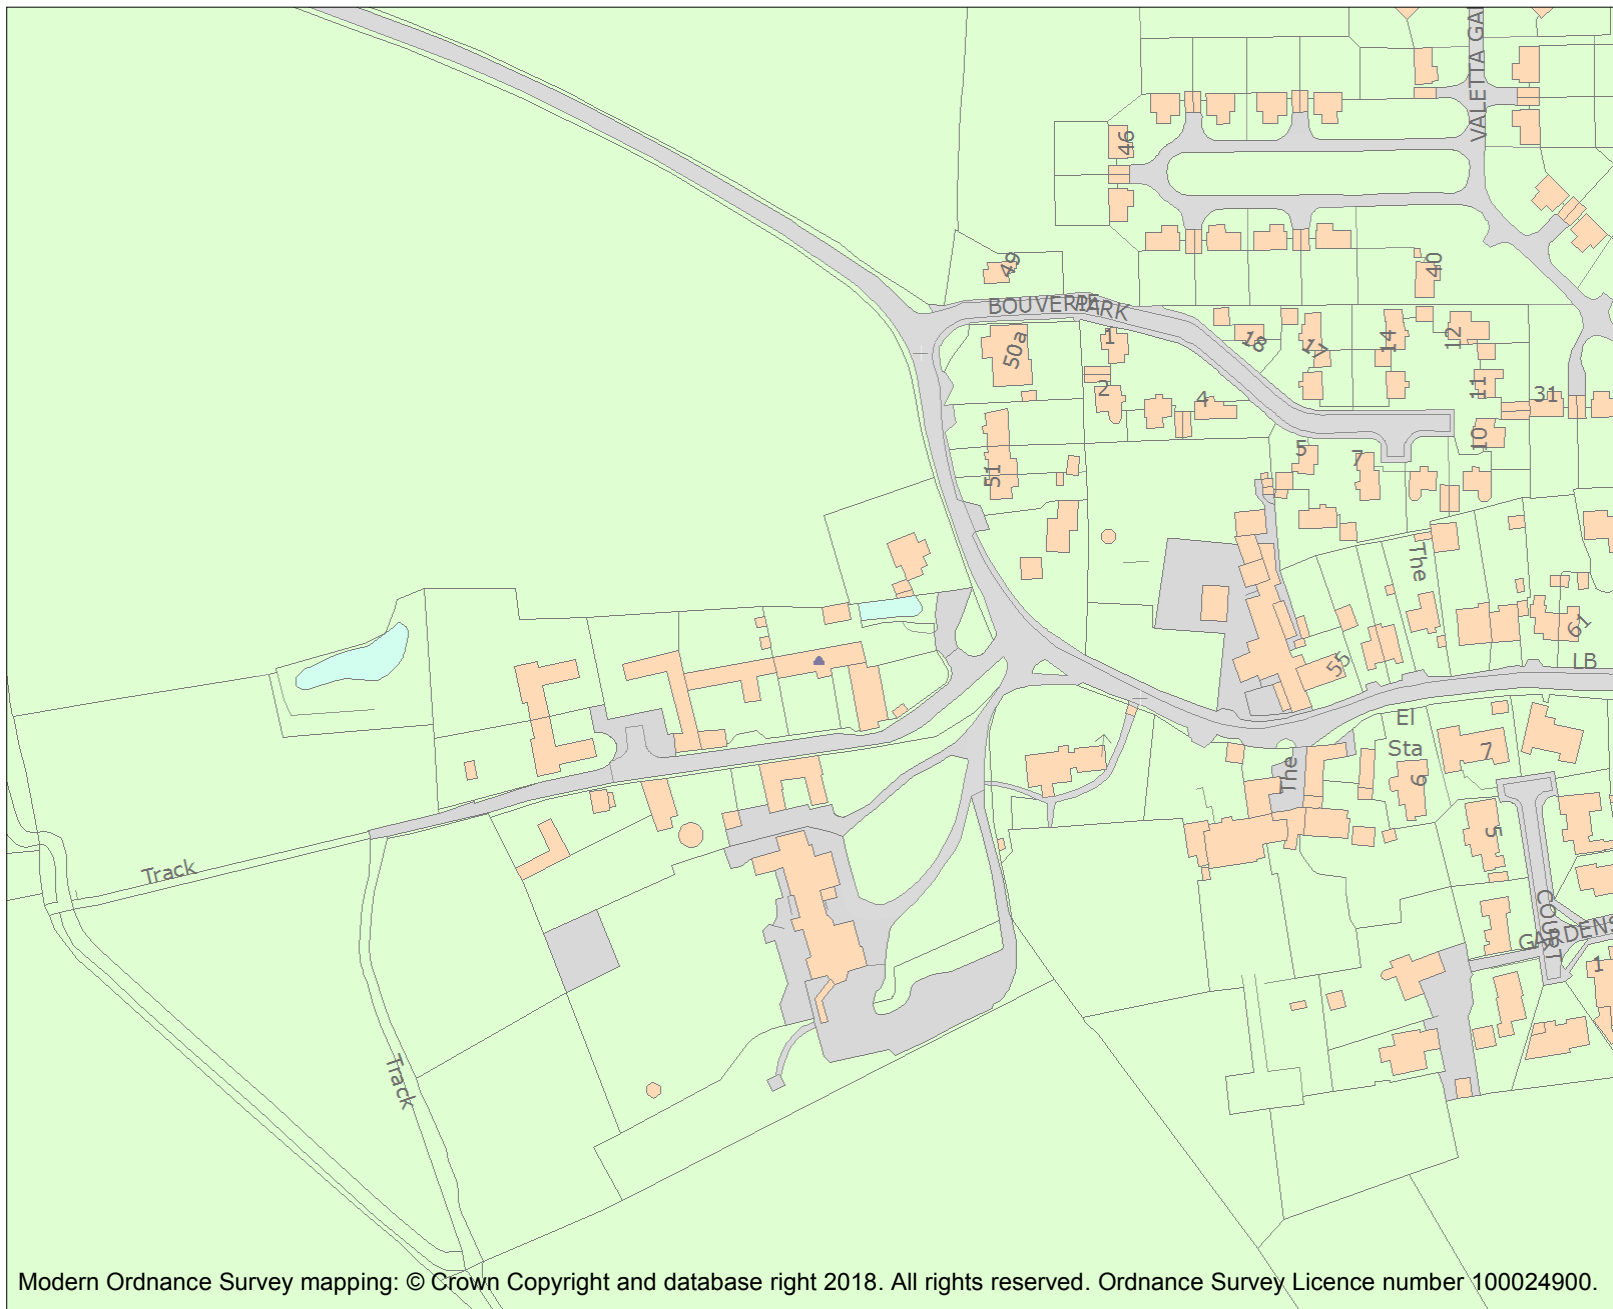 VALETTA GA
46
49
40
BOUVERIE
PARK
50a
1
18
17
14
12
2
4
11
31
10
5
7
51
The
61
55
LB
El
Sta
The
7
9
5
COURT
GARDENS
1
Track
Track
Modern Ordnance Survey mapping: © Crown Copyright and database right 2018. All rights reserved. Ordnance Survey Licence number 100024900.